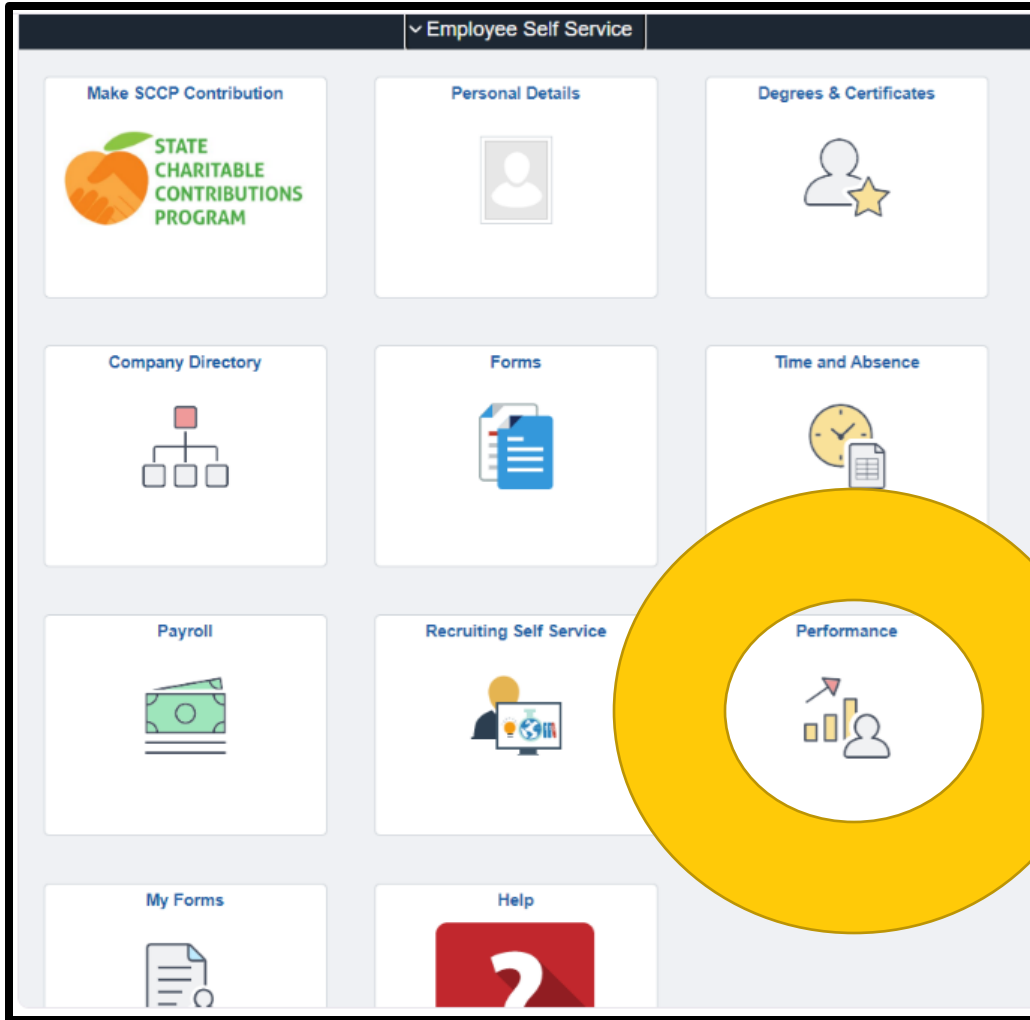 Employee Self Service
Make SCCP Contribution
STATE
CHARITABLE
CONTRIBUTIONS
PROGRAM
Personal Details
Degrees & Certificates
Company Directory
Forms
Time and Absence
Payroll
Recruiting Self Service
Performance
My Forms
Help
?